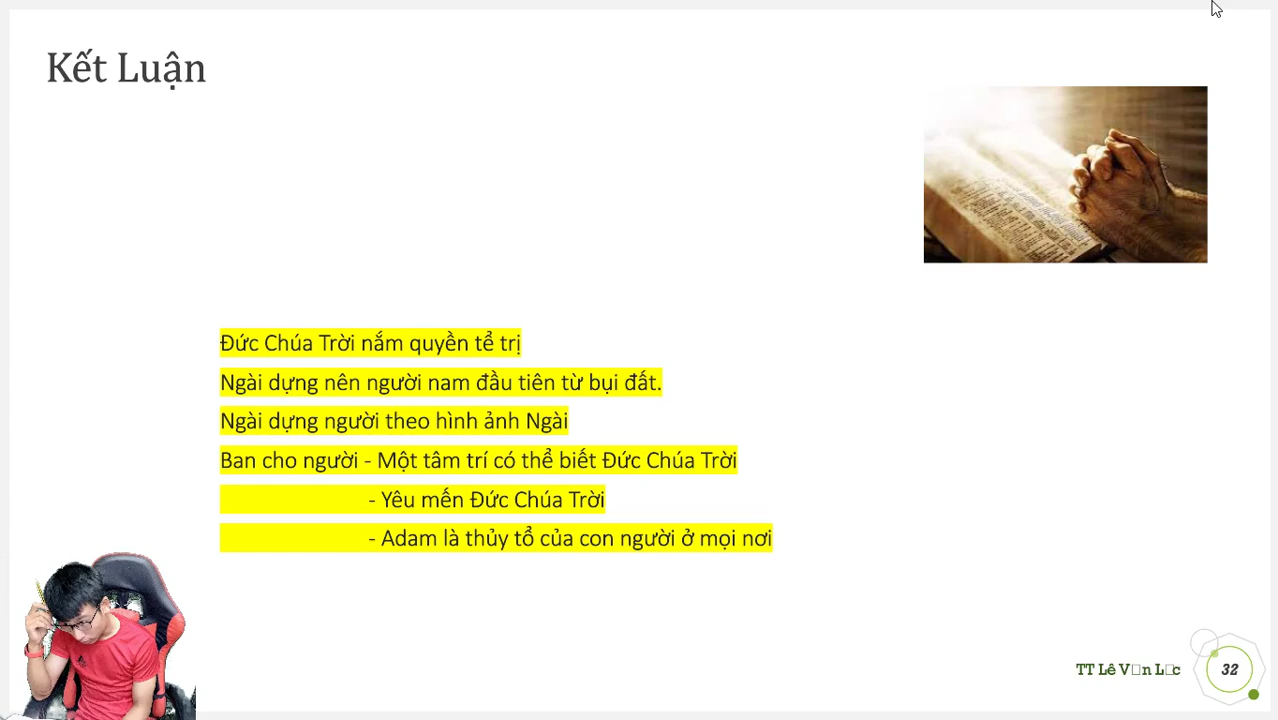 Kết Luận
Đức Chúa Trời nắm quyền tể trị
Ngài dựng nên người nam đầu tiên từ bụi đất.
Ngài dựng người theo hình ảnh Ngài
Ban cho người - Một tâm trí có thể biết Đức Chúa Trời
- Yêu mến Đức Chúa Trời
- Adam là thủy tổ của con người ở mọi nơi
TT Lê V□n L□c
32